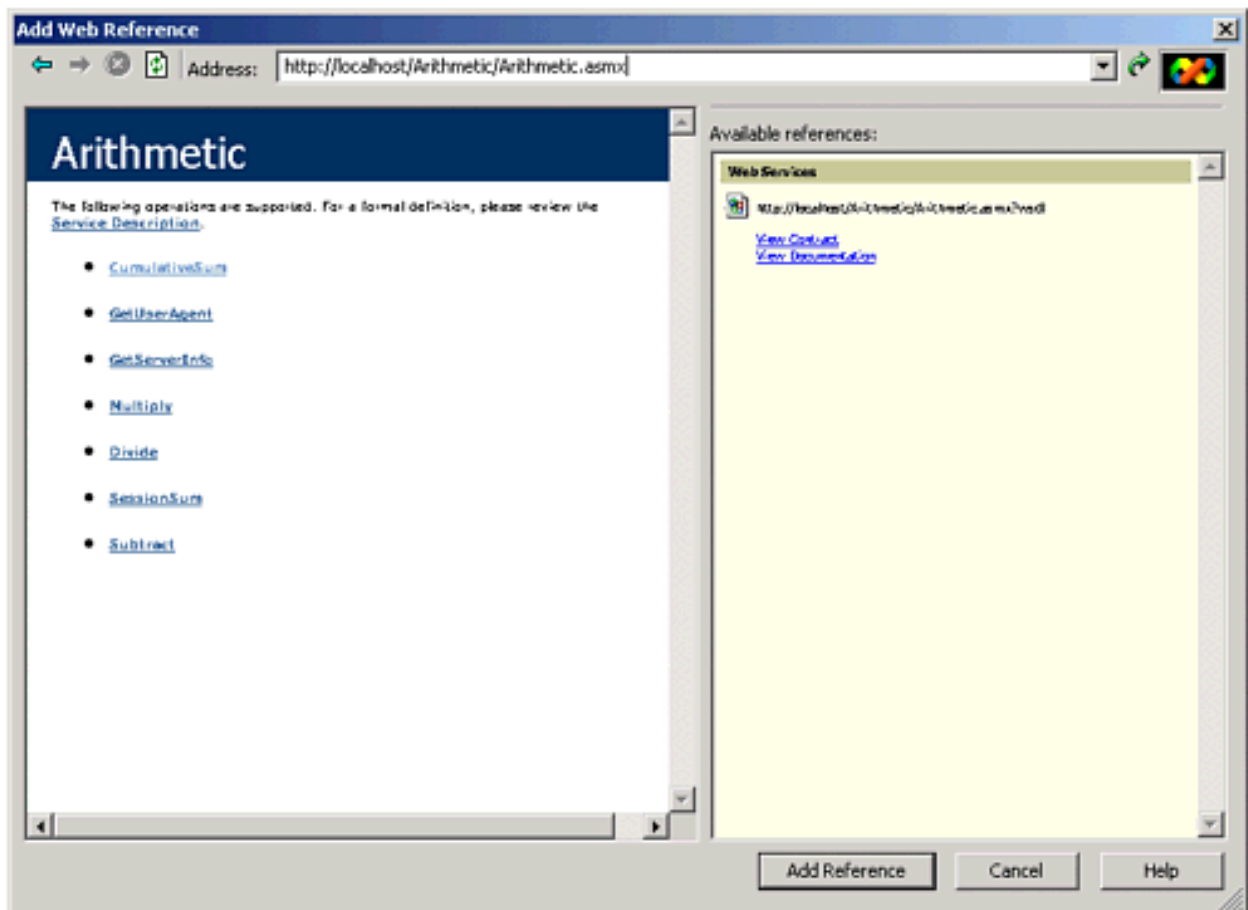 Add Web Reference
Address: http://localhost/Arithmetic/Arithmetic.asmx
Arithmetic
The following operations are supported. For a formal definition, please review the
Service Description.
CumulativeSum
GetUserAgent
GetServerInfo
Multiply
Divide
SessionSum
Subtract
Available references:
Web Services
http://localhost/Arithmetic/Arithmetic.asmx?wsdl
View Contract
View Documentation
Add Reference
Cancel
Help